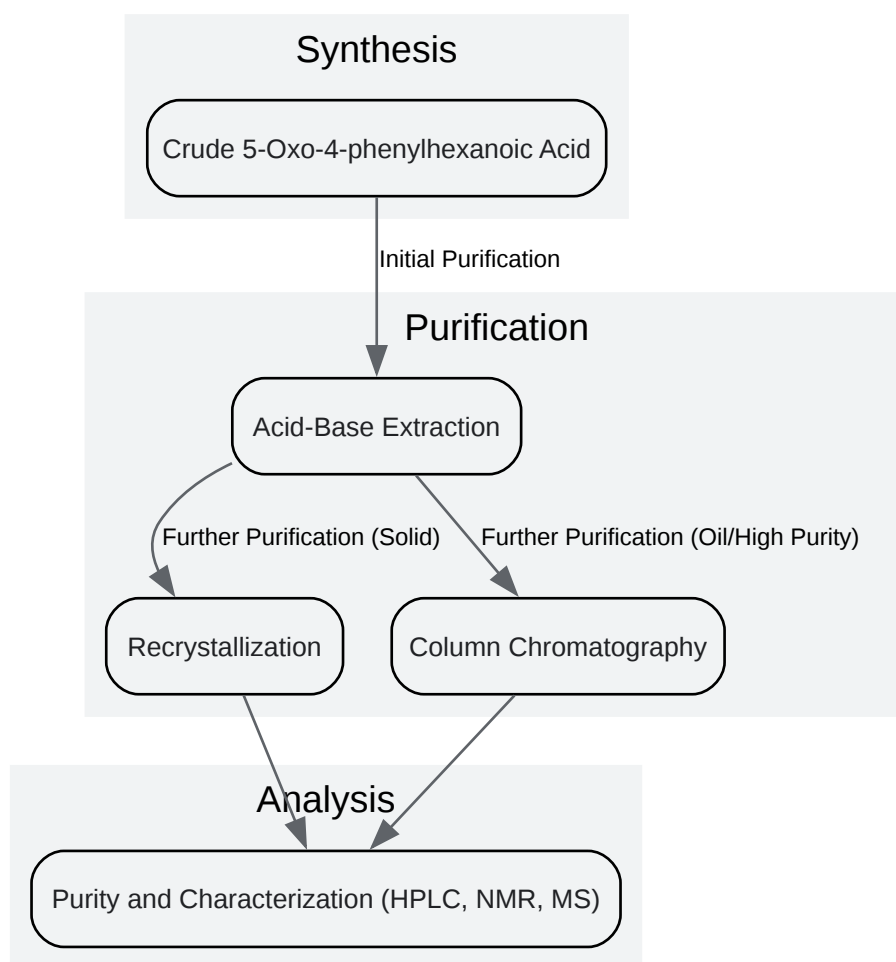 Synthesis
Crude 5-Oxo-4-phenylhexanoic Acid
Initial Purification
Purification
Acid-Base Extraction
Further Purification (Solid)
Further Purification (Oil/High Purity)
Recrystallization
Column Chromatography
Analysis
Purity and Characterization (HPLC, NMR, MS)